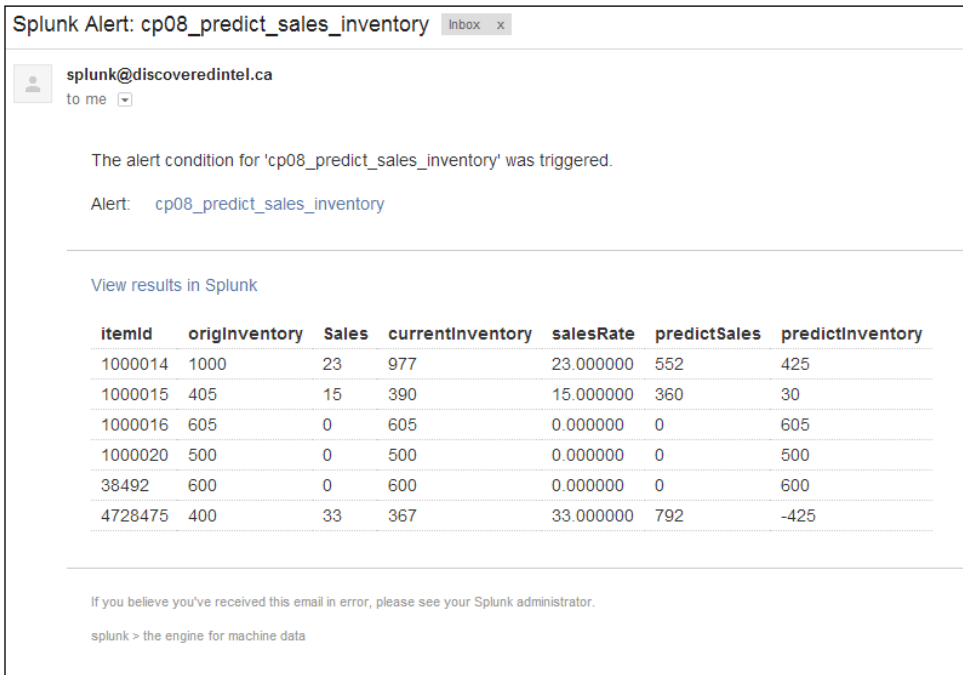 Splunk Alert: cp08_predict_sales_inventory Inbox x
splunk@discoveredintel.ca
to me
The alert condition for 'cp08_predict_sales_inventory' was triggered.
Alert: cp08_predict_sales_inventory
View results in Splunk
itemId origInventory Sales currentInventory salesRate predictSales predictInventory
1000014 1000 23 977 23.000000 552 425
1000015 405 15 390 15.000000 360 30
1000016 605 0 605 0.000000 0 605
1000020 500 0 500 0.000000 0 500
38492 600 0 600 0.000000 0 600
4728475 400 33 367 33.000000 792 -425
If you believe you've received this email in error, please see your Splunk administrator.
splunk > the engine for machine data